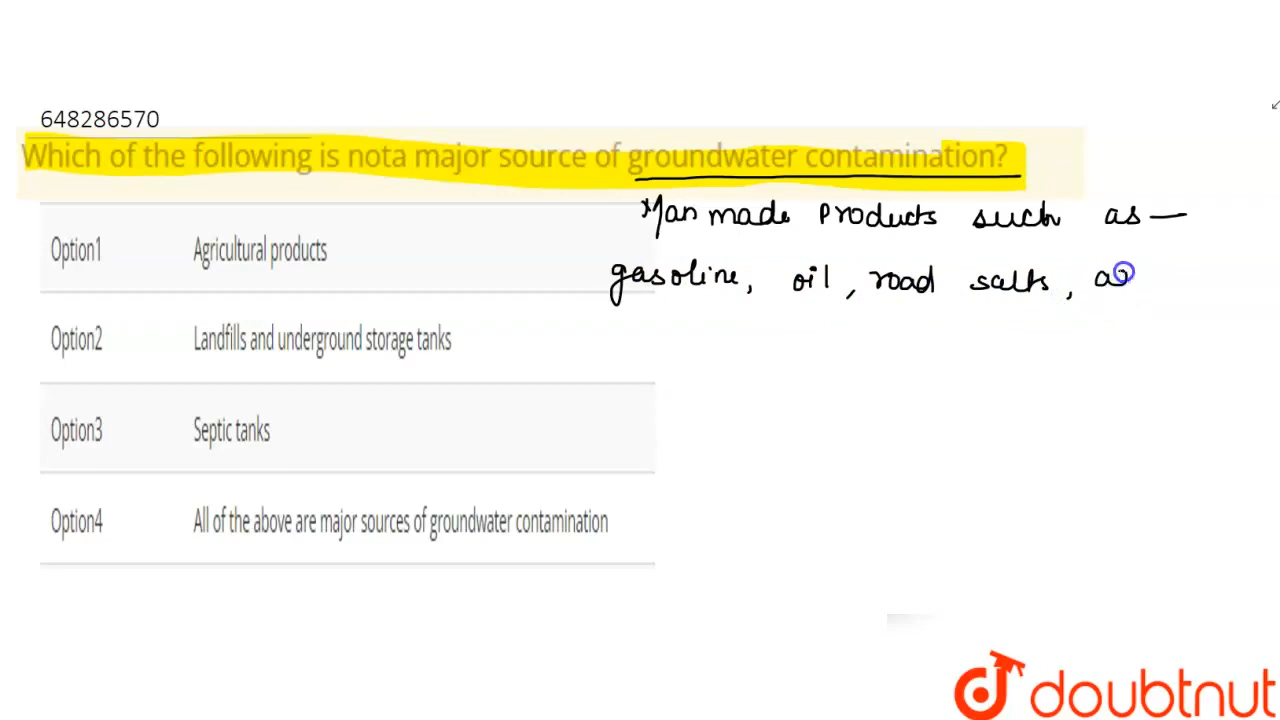 648286570
Which of the following is nota major source of groundwater contamination?
Man made products such as —
gasoline, oil, road salts,
Option1 Agricultural products
Option2 Landfills and underground storage tanks
Option3 Septic tanks
Option4 All of the above are major sources of groundwater contamination
doubtnut